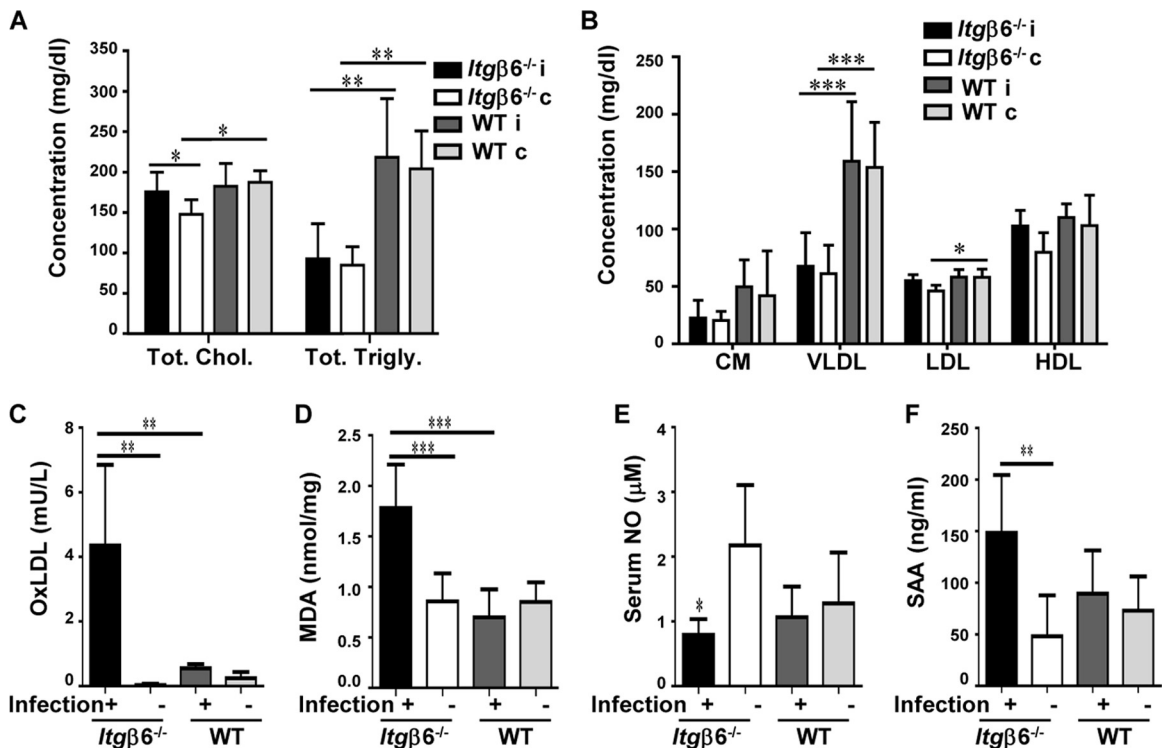 A
Concentration (mg/dl)
350
300
250
200
150
100
50
0
Tot. Chol.
Tot. Trigly.
*
*
**
**
Itgβ6-/- i
Itgβ6-/- c
WT i
WT c
B
Concentration (mg/dl)
250
200
150
100
50
0
CM
VLDL
LDL
HDL
***
***
*
Itgβ6-/- i
Itgβ6-/- c
WT i
WT c
C
OxLDL (mU/L)
8
6
4
2
0
**
**
Infection + - + -
Itgβ6-/- WT
D
MDA (nmol/mg)
2.5
2.0
1.5
1.0
0.5
0.0
***
***
+ - + -
Itgβ6-/- WT
E
Serum NO (μM)
4
3
2
1
0
*
Infection + - + -
Itgβ6-/- WT
F
SAA (ng/ml)
250
200
150
100
50
0
**
+ - + -
Itgβ6-/- WT